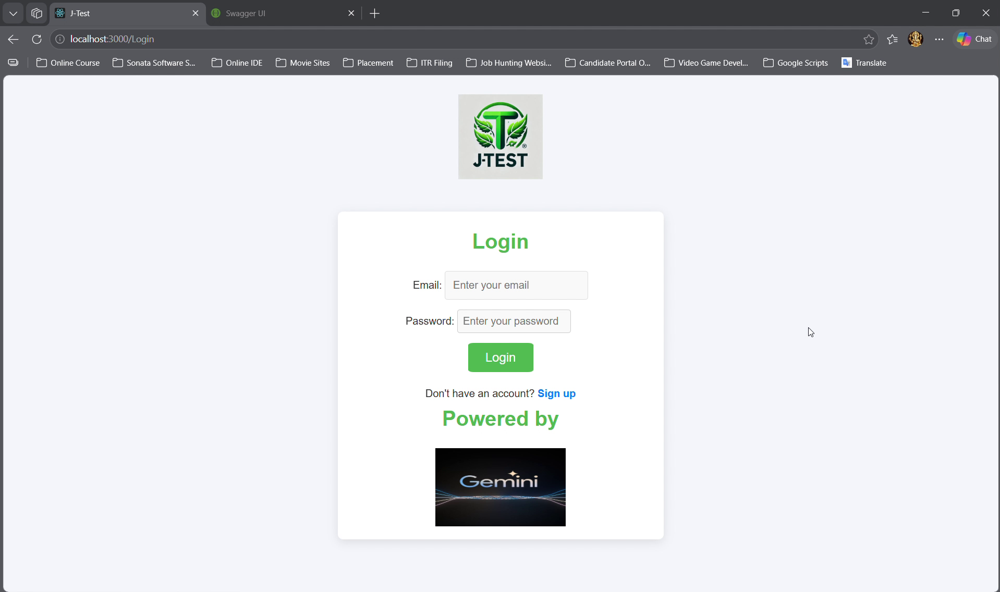 J-Test
Swagger UI
localhost:3000/Login
Chat
Online Course
Sonata Software S...
Online IDE
Movie Sites
Placement
ITR Filing
Job Hunting Websi...
Candidate Portal O...
Video Game Devel...
Google Scripts
Translate
T
®
J-TEST
Login
Email: Enter your email
Password: Enter your password
Login
Don't have an account? Sign up
Powered by
Gemini